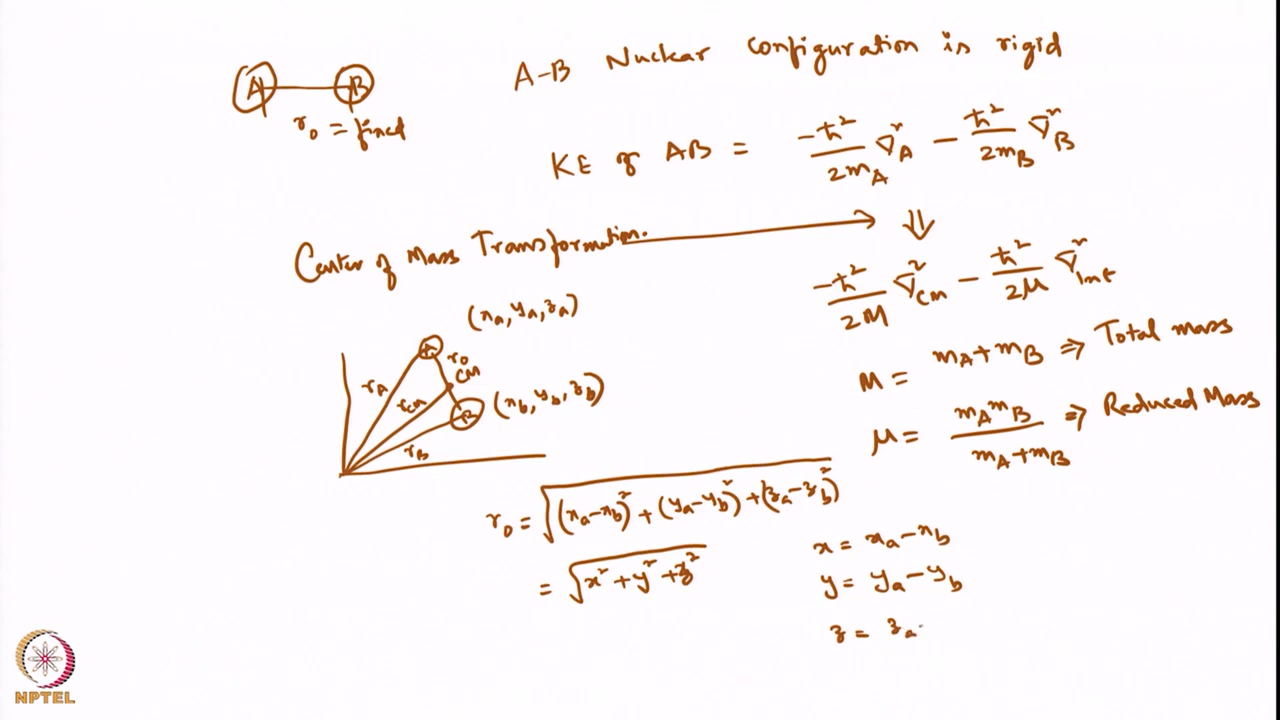 A-B Nuclear configuration is rigid
A B
r₀ = fixed
KE of AB = -ħ²/2m_A ∇²_A - ħ²/2m_B ∇²_B
Center of Mass Transformation.
⇓
-ħ²/2M ∇²_CM - ħ²/2μ ∇²_Int
(x_a, y_a, z_a)
A r₀
r_A CM
r_CM
B (x_b, y_b, z_b)
r_B
M = m_A + m_B ⇒ Total mass
μ = m_A m_B / m_A + m_B ⇒ Reduced Mass
r₀ = √(x_a - x_b)² + (y_a - y_b)² + (z_a - z_b)²
= √x² + y² + z²
x = x_a - x_b
y = y_a - y_b
z = z_a -
NPTEL